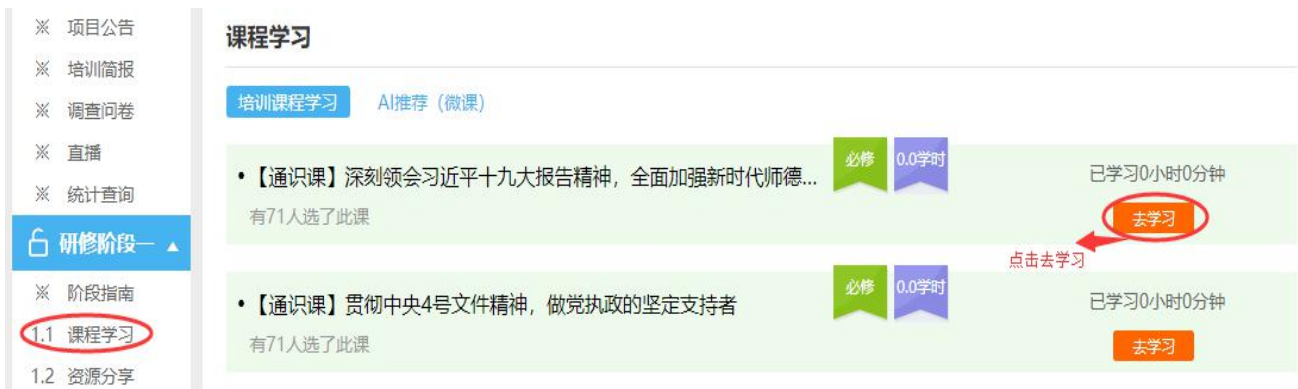 ※ 项目公告
※ 培训简报
※ 调查问卷
※ 直播
※ 统计查询
研修阶段一 ▲
※ 阶段指南
1.1 课程学习
1.2 资源分享
课程学习
培训课程学习 AI推荐（微课）
•【通识课】深刻领会习近平十九大报告精神，全面加强新时代师德...
必修 0.0学时
已学习0小时0分钟
有71人选了此课
去学习
点击去学习
•【通识课】贯彻中央4号文件精神，做党执政的坚定支持者
必修 0.0学时
已学习0小时0分钟
有71人选了此课
去学习